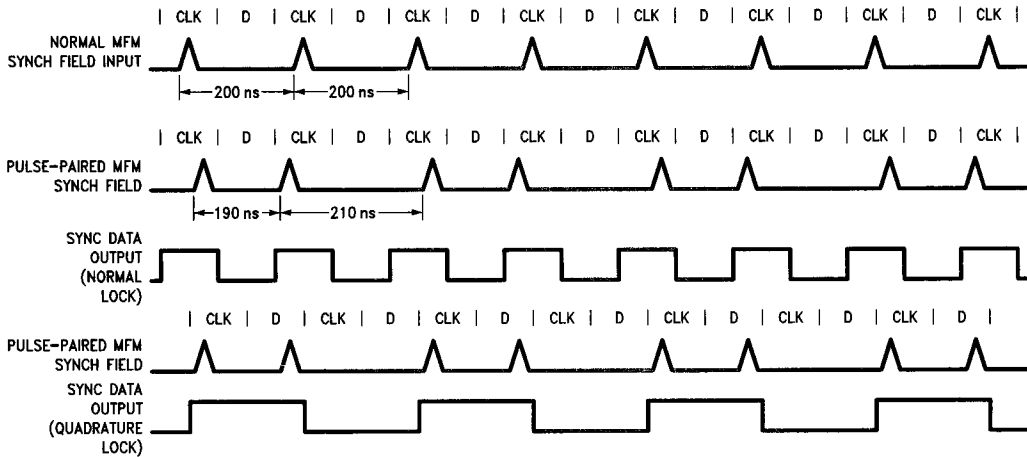 | CLK | D | CLK | D | CLK | D | CLK | D | CLK | D | CLK | D | CLK | D | CLK |
NORMAL MFM
SYNCH FIELD INPUT
200 ns
200 ns
| CLK | D | CLK | D | CLK | D | CLK | D | CLK | D | CLK | D | CLK | D | CLK |
PULSE-PAIRED MFM
SYNCH FIELD
190 ns
210 ns
SYNC DATA
OUTPUT
(NORMAL
LOCK)
| CLK | D | CLK | D | CLK | D | CLK | D | CLK | D | CLK | D | CLK | D |
PULSE-PAIRED MFM
SYNCH FIELD
SYNC DATA
OUTPUT
(QUADRATURE
LOCK)